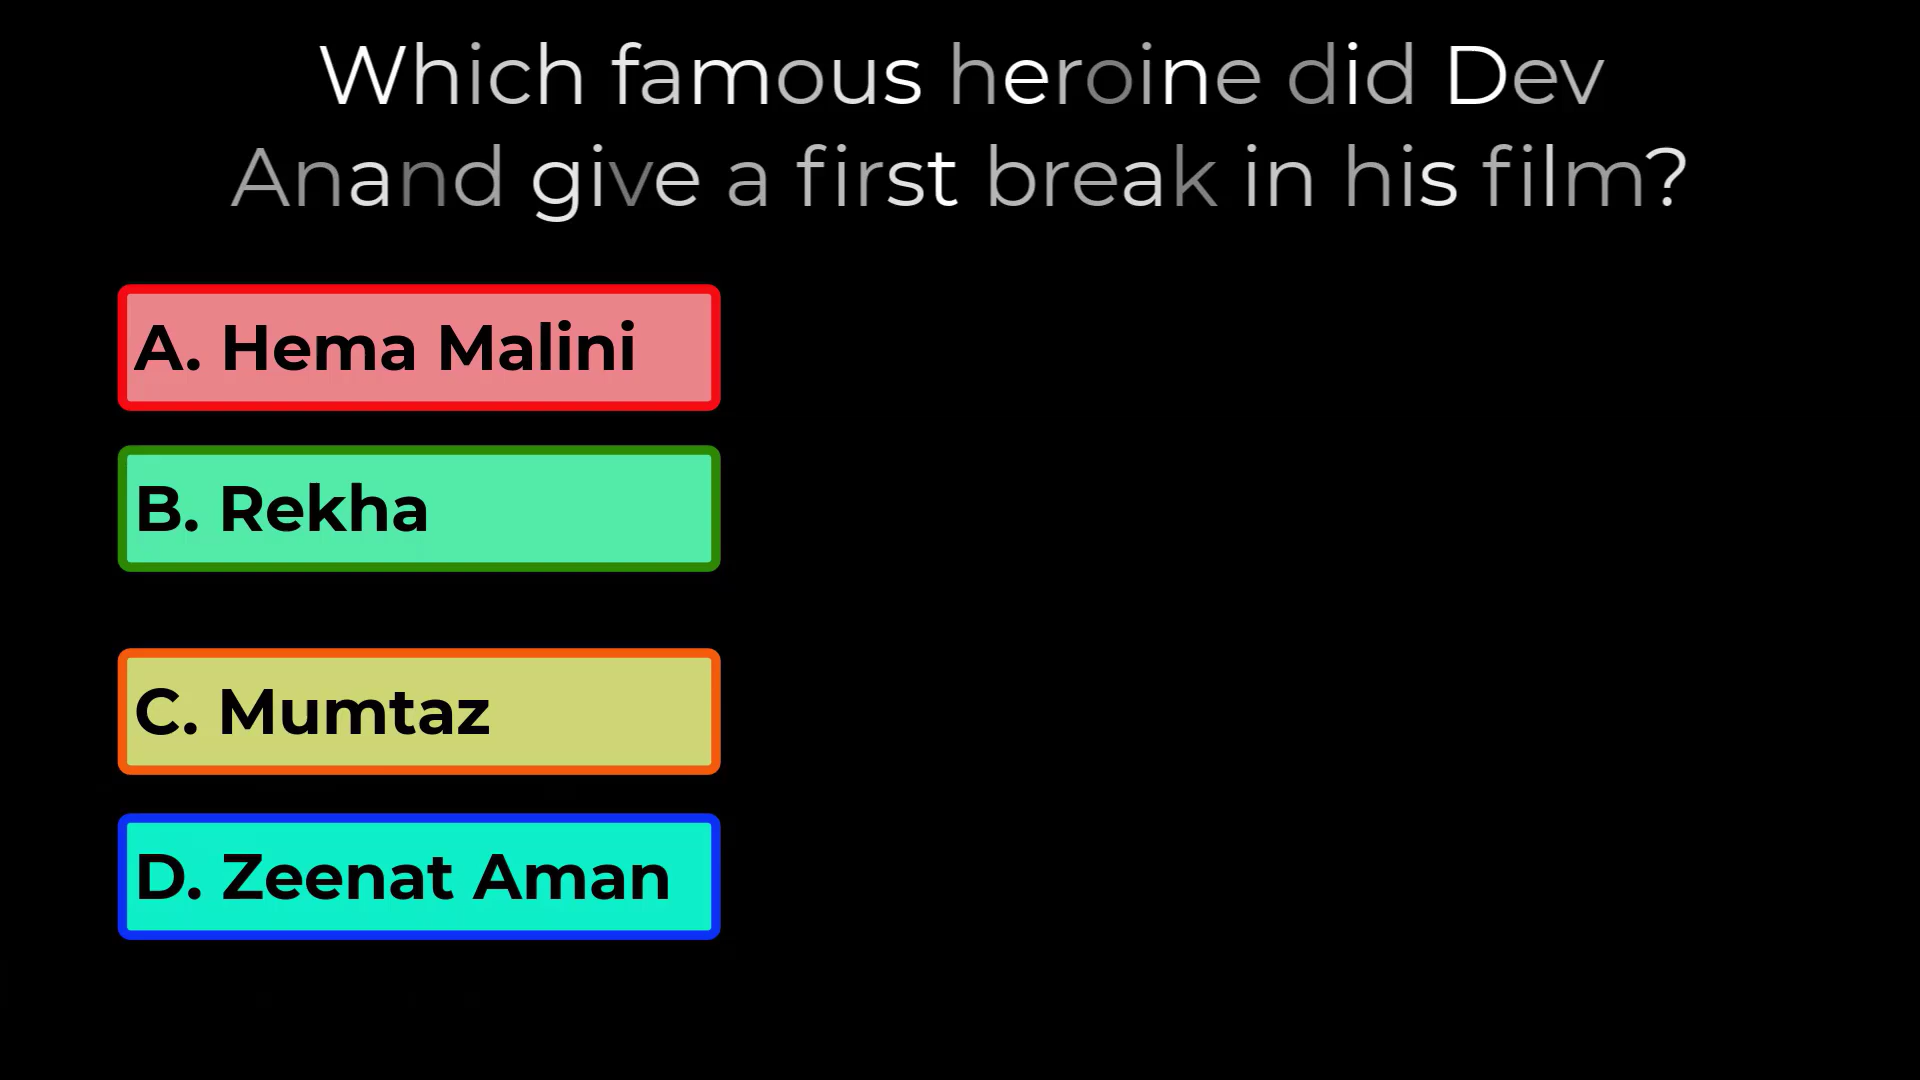 Which famous heroine did Dev
Anand give a first break in his film?
A. Hema Malini
B. Rekha
C. Mumtaz
D. Zeenat Aman